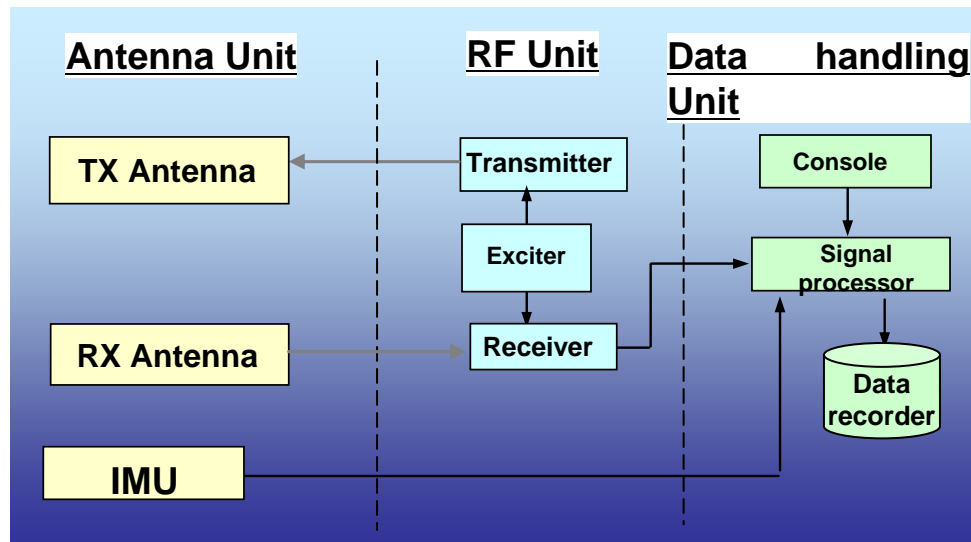 Antenna Unit
RF Unit
Data handling
Unit
TX Antenna
Transmitter
Console
Exciter
Signal
processor
RX Antenna
Receiver
Data
recorder
IMU